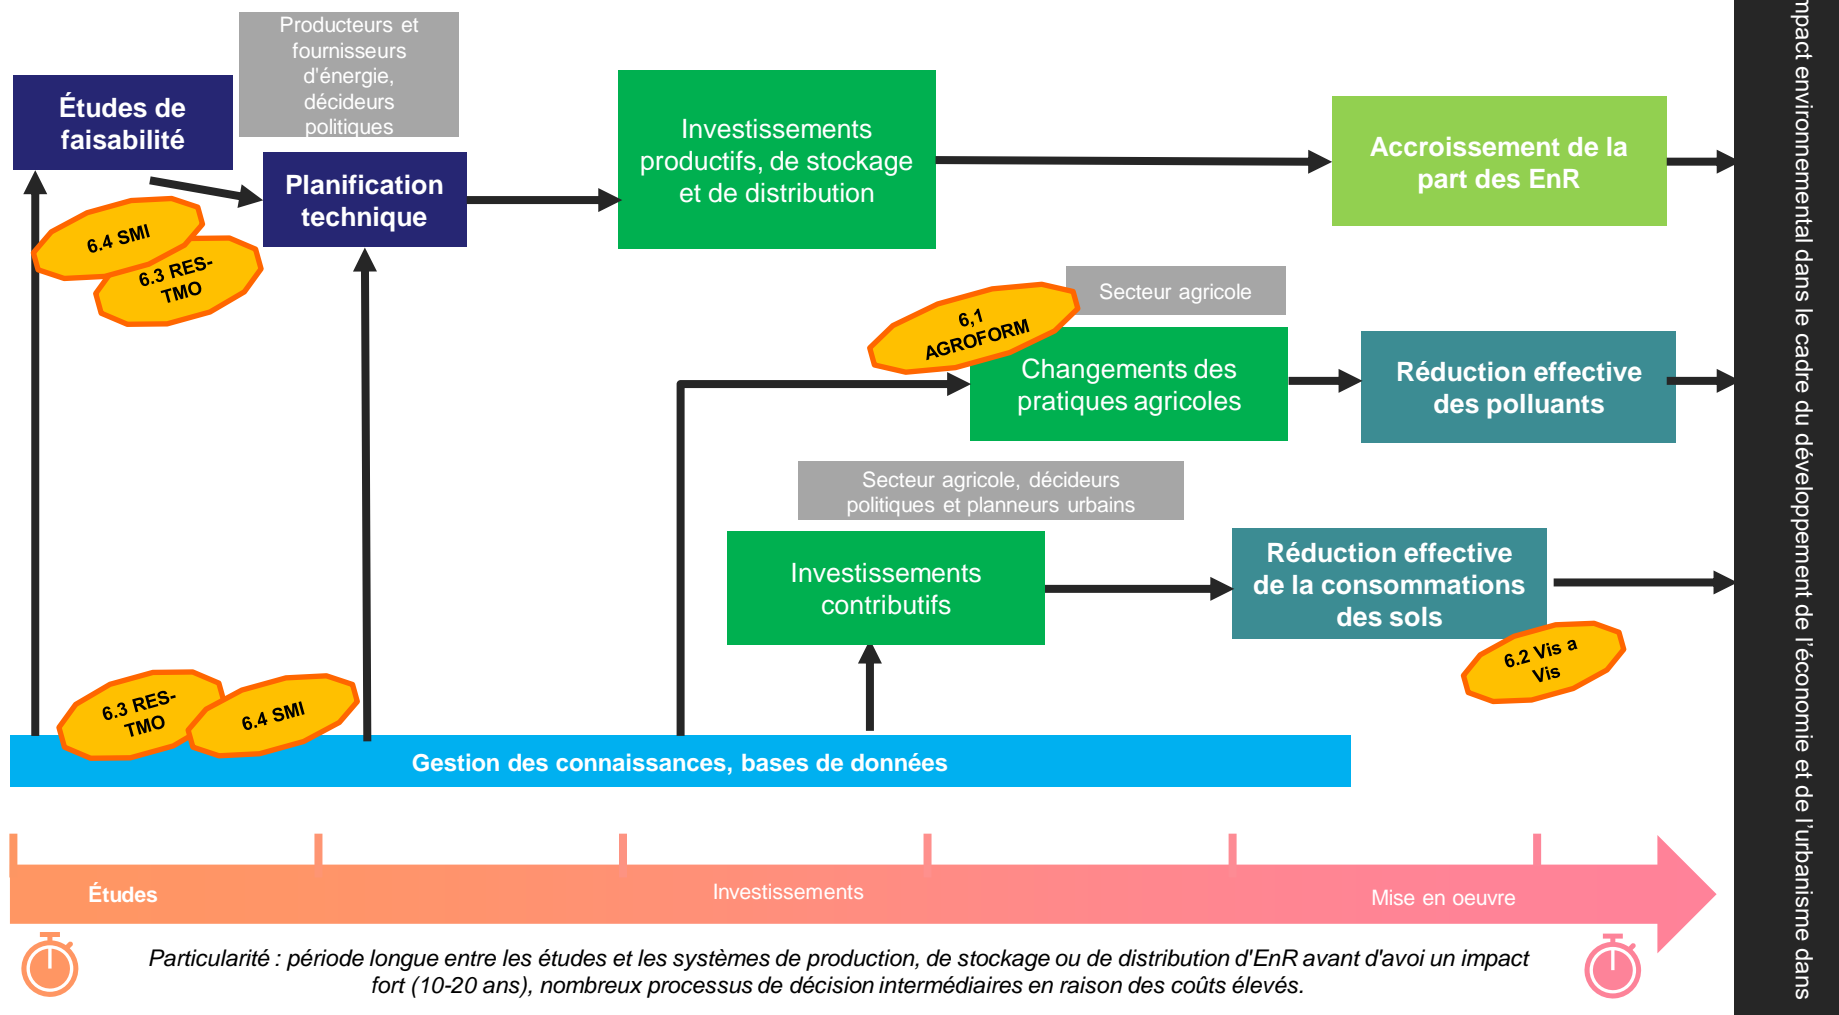 Producteurs et
fournisseurs
d'énergie,
décideurs
politiques
Études de
faisabilité
Planification
technique
Investissements
productifs, de stockage
et de distribution
Accroissement de la
part des EnR
6.4 SMI
6.3 RES-
TMO
Secteur agricole
6,1
AGROFORM
Changements des
pratiques agricoles
Réduction effective
des polluants
Secteur agricole, décideurs
politiques et planneurs urbains
Investissements
contributifs
Réduction effective
de la consommations
des sols
6.2 Vis a
Vis
6.3 RES-
TMO
6.4 SMI
Gestion des connaissances, bases de données
Études
Investissements
Mise en oeuvre
Particularité : période longue entre les études et les systèmes de production, de stockage ou de distribution d'EnR avant d'avoi un impact
fort (10-20 ans), nombreux processus de décision intermédiaires en raison des coûts élevés.
environnemental dans le cadre du développement de l'économie et de l'urbanisme dans